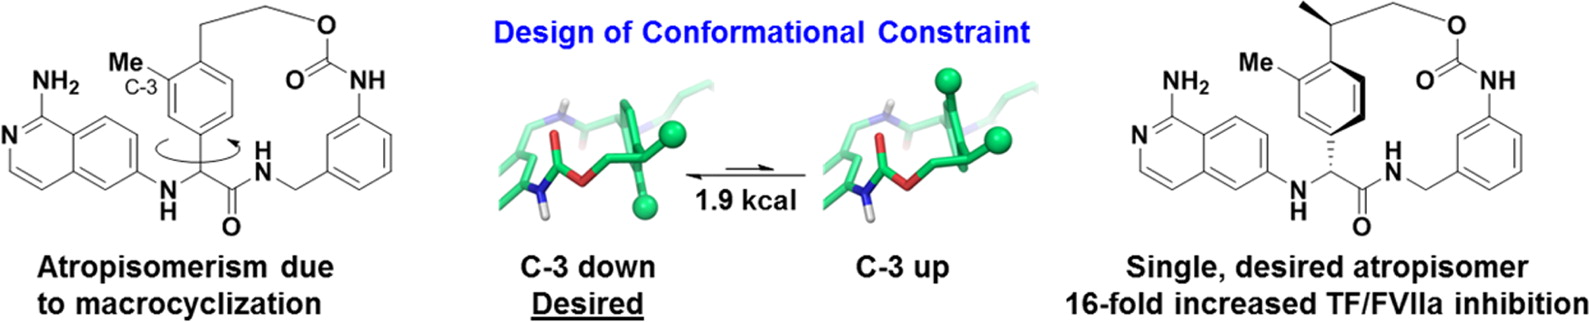 Design of Conformational Constraint
Me
C-3
NH2
N
N
H
O
H
N
O
O
NH
1.9 kcal
Me
NH2
N
N
H
O
H
N
O
O
NH
Atropisomerism due
to macrocyclization
C-3 down
Desired
C-3 up
Single, desired atropisomer
16-fold increased TF/FVIIa inhibition